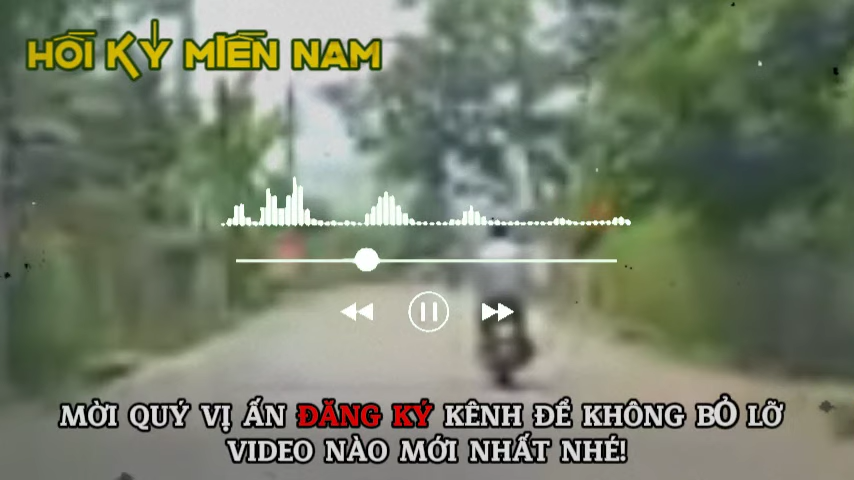 HỒI KÝ MIỀN NAM
MỜI QUÝ VỊ ẤN ĐĂNG KÝ KÊNH ĐỂ KHÔNG BỎ LỠ
VIDEO NÀO MỚI NHẤT NHÉ!